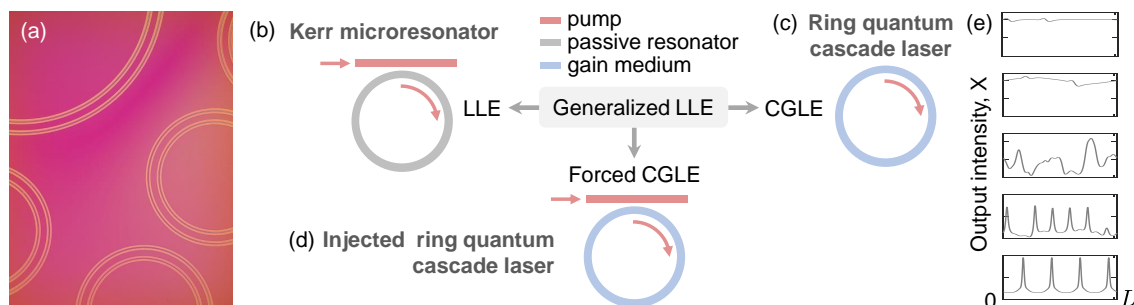 (a)
(b)
Kerr microresonator
pump
passive resonator
gain medium
(c)
Ring quantum
cascade laser
(e)
LLE
Generalized LLE
CGLE
Forced CGLE
(d)
Injected ring quantum
cascade laser
Output intensity, X
0